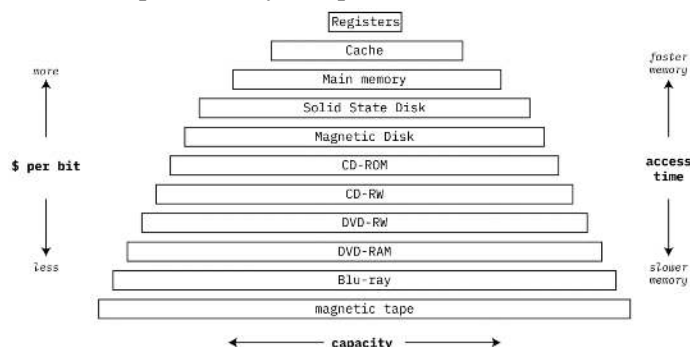 Registers
Cache
more
faster
memory
Main memory
Solid State Disk
Magnetic Disk
$ per bit
CD-ROM
access
time
CD-RW
DVD-RW
DVD-RAM
less
slower
memory
Blu-ray
magnetic tape
capacity